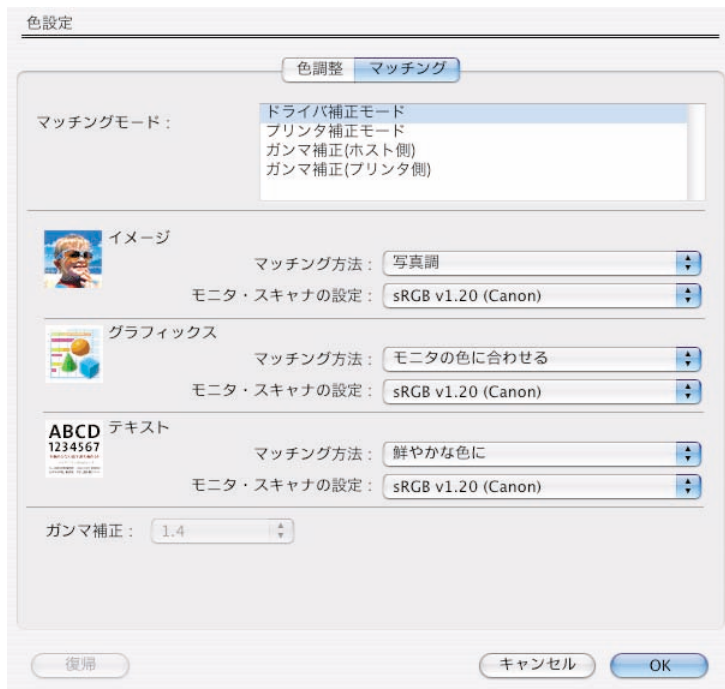 色設定
色調整 マッチング
マッチングモード：
ドライバ補正モード
プリンタ補正モード
ガンマ補正(ホスト側)
ガンマ補正(プリンタ側)
イメージ
マッチング方法： 写真調
モニタ・スキャナの設定： sRGB v1.20 (Canon)
グラフィックス
マッチング方法： モニタの色に合わせる
モニタ・スキャナの設定： sRGB v1.20 (Canon)
ABCD
1234567
テキスト
マッチング方法： 鮮やかな色に
モニタ・スキャナの設定： sRGB v1.20 (Canon)
ガンマ補正： 1.4
復帰 キャンセル OK